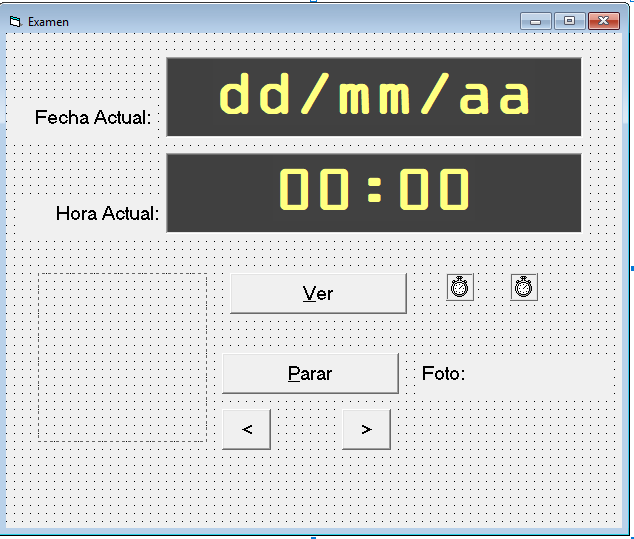 Examen
Fecha Actual:
dd/mm/aa
Hora Actual:
00:00
Ver
Parar
Foto:
< >